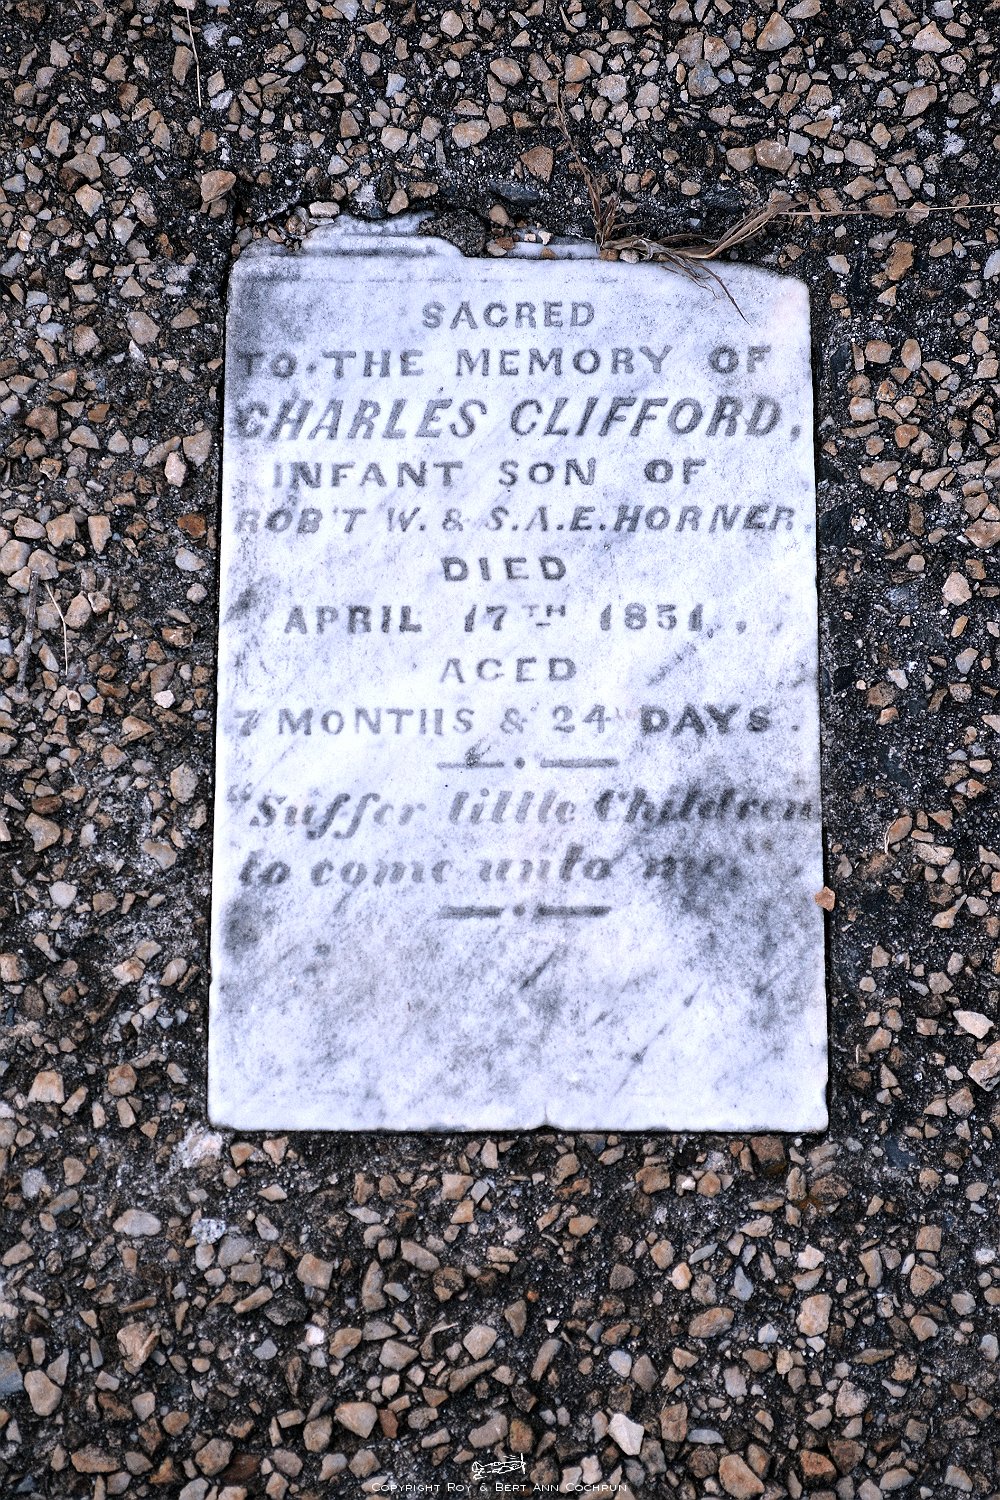 SACRED
TO THE MEMORY OF
CHARLES CLIFFORD,
INFANT SON OF
ROB'T W. & S.A.E. HORNER
DIED
APRIL 17TH 1851,
AGED
7 MONTHS & 24 DAYS.
"Suffer little Children
to come unto me."
COPYRIGHT ROY & BERT ANN COCHRUN